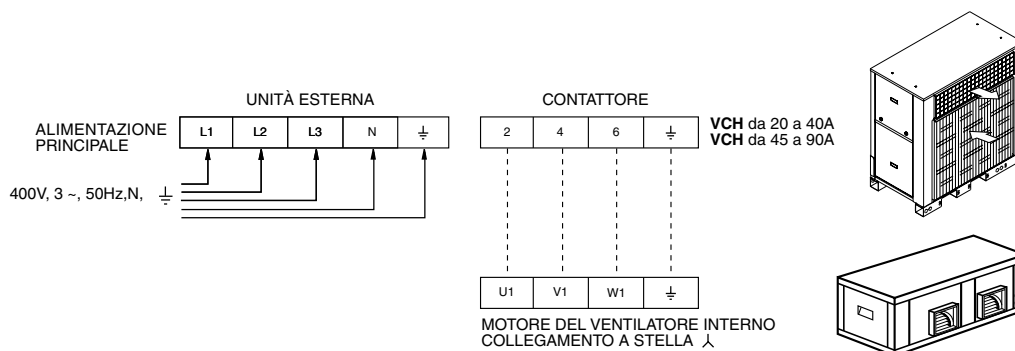 UNITÀ ESTERNA
CONTATTORE
ALIMENTAZIONE
PRINCIPALE
L1 L2 L3 N ⏚
2 4 6 ⏚
VCH da 20 a 40A
VCH da 45 a 90A
400V, 3 ~, 50Hz,N, ⏚
U1 V1 W1 ⏚
MOTORE DEL VENTILATORE INTERNO
COLLEGAMENTO A STELLA ⅄